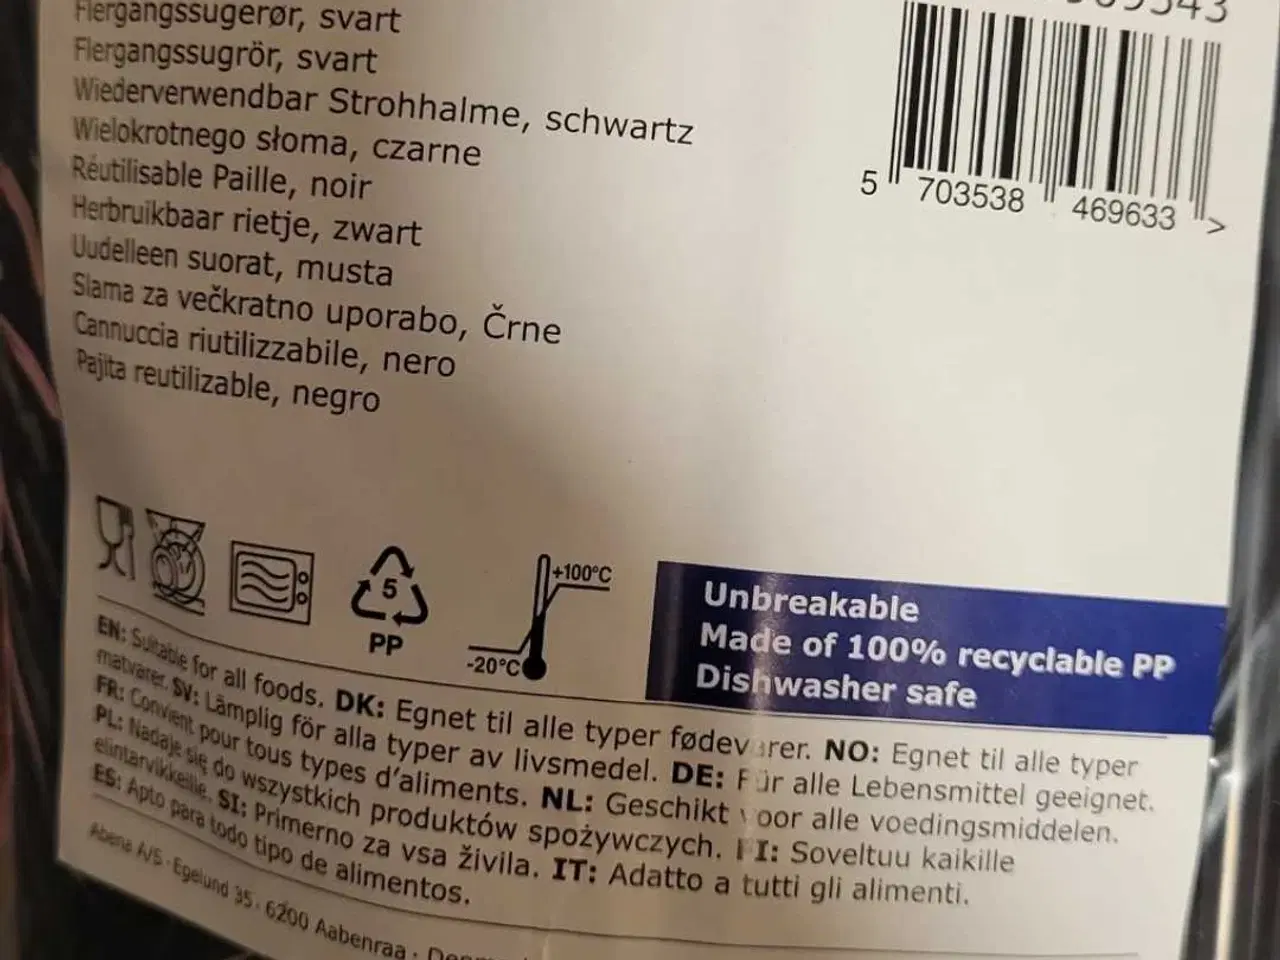 Flergangssugerør, svart
Flergangssugrör, svart
Wiederverwendbar Strohhalme, schwartz
Wielokrotnego słoma, czarne
Réutilisable Paille, noir
Herbruikbaar rietje, zwart
Uudelleen suorat, musta
Slama za večkratno uporabo, Črne
Cannuccia riutilizzabile, nero
Pajita reutilizable, negro
5 703538 469633 >
5
PP
+100°C
-20°C
Unbreakable
Made of 100% recyclable PP
Dishwasher safe
EN: Suitable for all foods. DK: Egnet til alle typer fødevarer. NO: Egnet til alle typer
matvarer. SV: Lämplig för alla typer av livsmedel. DE: Für alle Lebensmittel geeignet.
FR: Convient pour tous types d'aliments. NL: Geschikt voor alle voedingsmiddelen.
PL: Nadaje się do wszystkich produktów spożywczych. FI: Soveltuu kaikille
elintarvikkeille. SI: Primerno za vsa živila. IT: Adatto a tutti gli alimenti.
ES: Apto para todo tipo de alimentos.
Abena A/S · Egelund 35 · 6200 Aabenraa ·